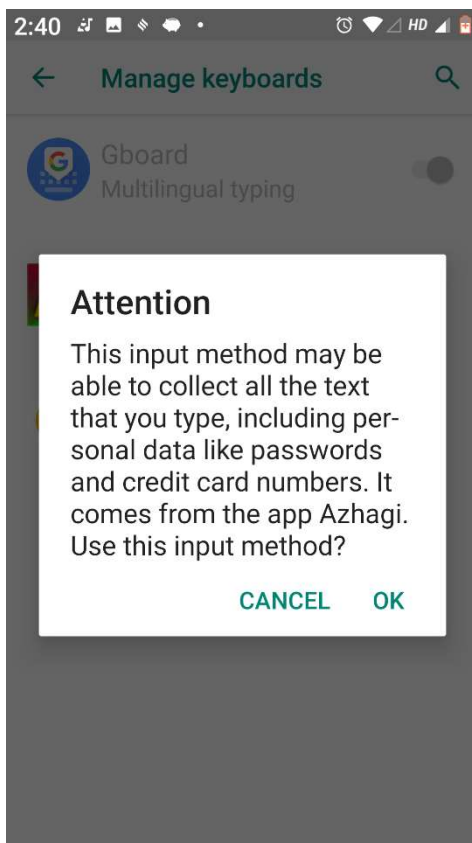 2:40 HD
Manage keyboards
Gboard
Multilingual typing
Attention
This input method may be
able to collect all the text
that you type, including per-
sonal data like passwords
and credit card numbers. It
comes from the app Azhagi.
Use this input method?
CANCEL OK